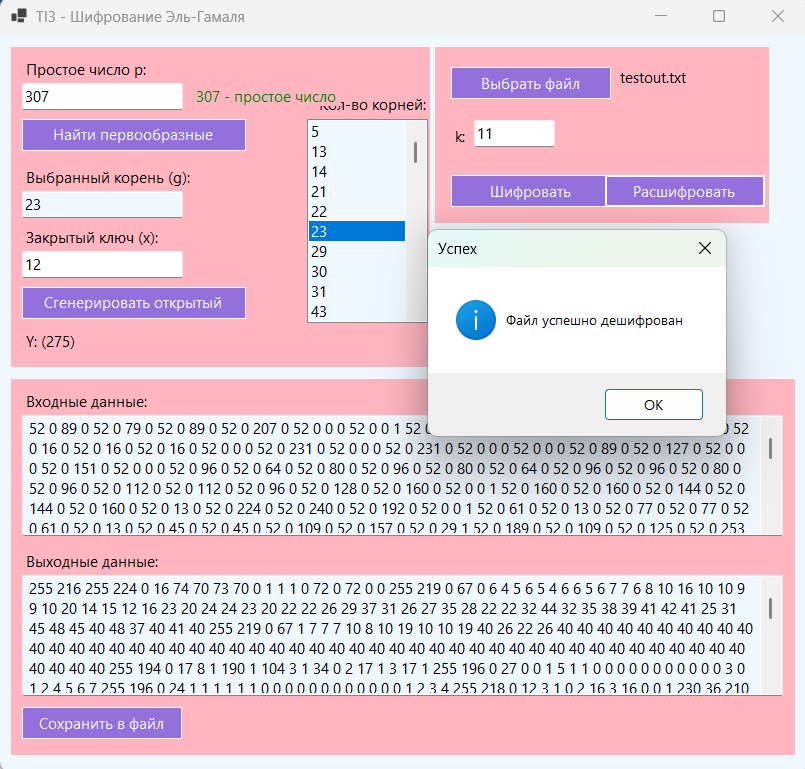 TI3 - Шифрование Эль-Гамаля
Простое число p:
307
307 - простое число
Кол-во корней:
Найти первообразные
Выбранный корень (g):
23
Закрытый ключ (x):
12
Сгенерировать открытый
Y: (275)
5
13
14
21
22
23
29
30
31
43
Выбрать файл
testout.txt
k:
11
Шифровать
Расшифровать
Успех
Файл успешно дешифрован
OK
Входные данные:
52 0 89 0 52 0 79 0 52 0 89 0 52 0 207 0 52 0 0 0 52 0 0 1 52 52
0 16 0 52 0 16 0 52 0 16 0 52 0 0 0 52 0 231 0 52 0 0 0 52 0 231 0 52 0 0 0 52 0 0 0 52 0 89 0 52 0 127 0 52 0 0
0 52 0 151 0 52 0 0 0 52 0 96 0 52 0 64 0 52 0 80 0 52 0 96 0 52 0 80 0 52 0 64 0 52 0 96 0 52 0 96 0 52 0 80 0
52 0 96 0 52 0 112 0 52 0 112 0 52 0 96 0 52 0 128 0 52 0 160 0 52 0 0 1 52 0 160 0 52 0 160 0 52 0 144 0 52 0
144 0 52 0 160 0 52 0 13 0 52 0 224 0 52 0 240 0 52 0 192 0 52 0 0 1 52 0 61 0 52 0 13 0 52 0 77 0 52 0 77 0 52
0 61 0 52 0 13 0 52 0 45 0 52 0 45 0 52 0 109 0 52 0 157 0 52 0 29 1 52 0 189 0 52 0 109 0 52 0 125 0 52 0 253
Выходные данные:
255 216 255 224 0 16 74 70 73 70 0 1 1 1 0 72 0 72 0 0 255 219 0 67 0 6 4 5 6 5 4 6 6 5 6 7 7 6 8 10 16 10 10 9
9 10 20 14 15 12 16 23 20 24 24 23 20 22 22 26 29 37 31 26 27 35 28 22 22 32 44 32 35 38 39 41 42 41 25 31
45 48 45 40 48 37 40 41 40 255 219 0 67 1 7 7 7 10 8 10 19 10 10 19 40 26 22 26 40 40 40 40 40 40 40 40 40 40
40 40 40 40 40 40 40 40 40 40 40 40 40 40 40 40 40 40 40 40 40 40 40 40 40 40 40 40 40 40 40 40 40 40 40 40
40 40 40 40 255 194 0 17 8 1 190 1 104 3 1 34 0 2 17 1 3 17 1 255 196 0 27 0 0 1 5 1 1 0 0 0 0 0 0 0 0 0 0 0 3 0
1 2 4 5 6 7 255 196 0 24 1 1 1 1 1 1 0 0 0 0 0 0 0 0 0 0 0 0 1 2 3 4 255 218 0 12 3 1 0 2 16 3 16 0 0 1 230 36 210
Сохранить в файл